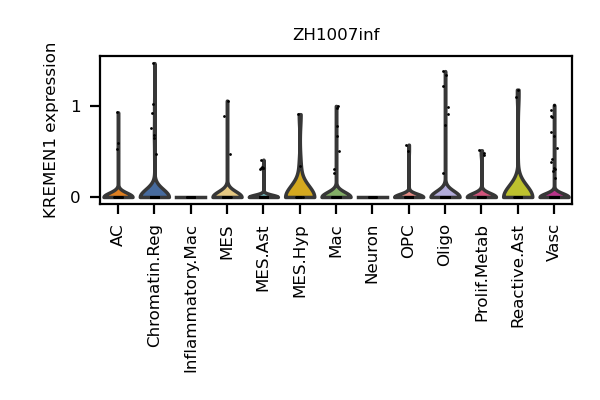 ZH1007inf
KREMEN1 expression
1
0
AC
Chromatin.Reg
Inflammatory.Mac
MES
MES.Ast
MES.Hyp
Mac
Neuron
OPC
Oligo
Prolif.Metab
Reactive.Ast
Vasc